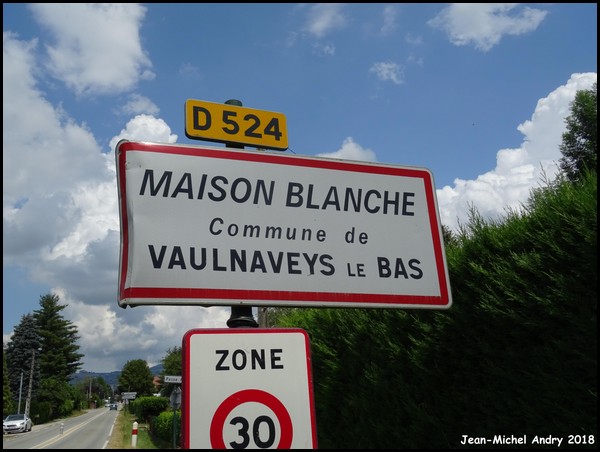 D 524
MAISON BLANCHE
Commune de
VAULNAVEYS LE BAS
ZONE
30
Jean-Michel Andry 2018